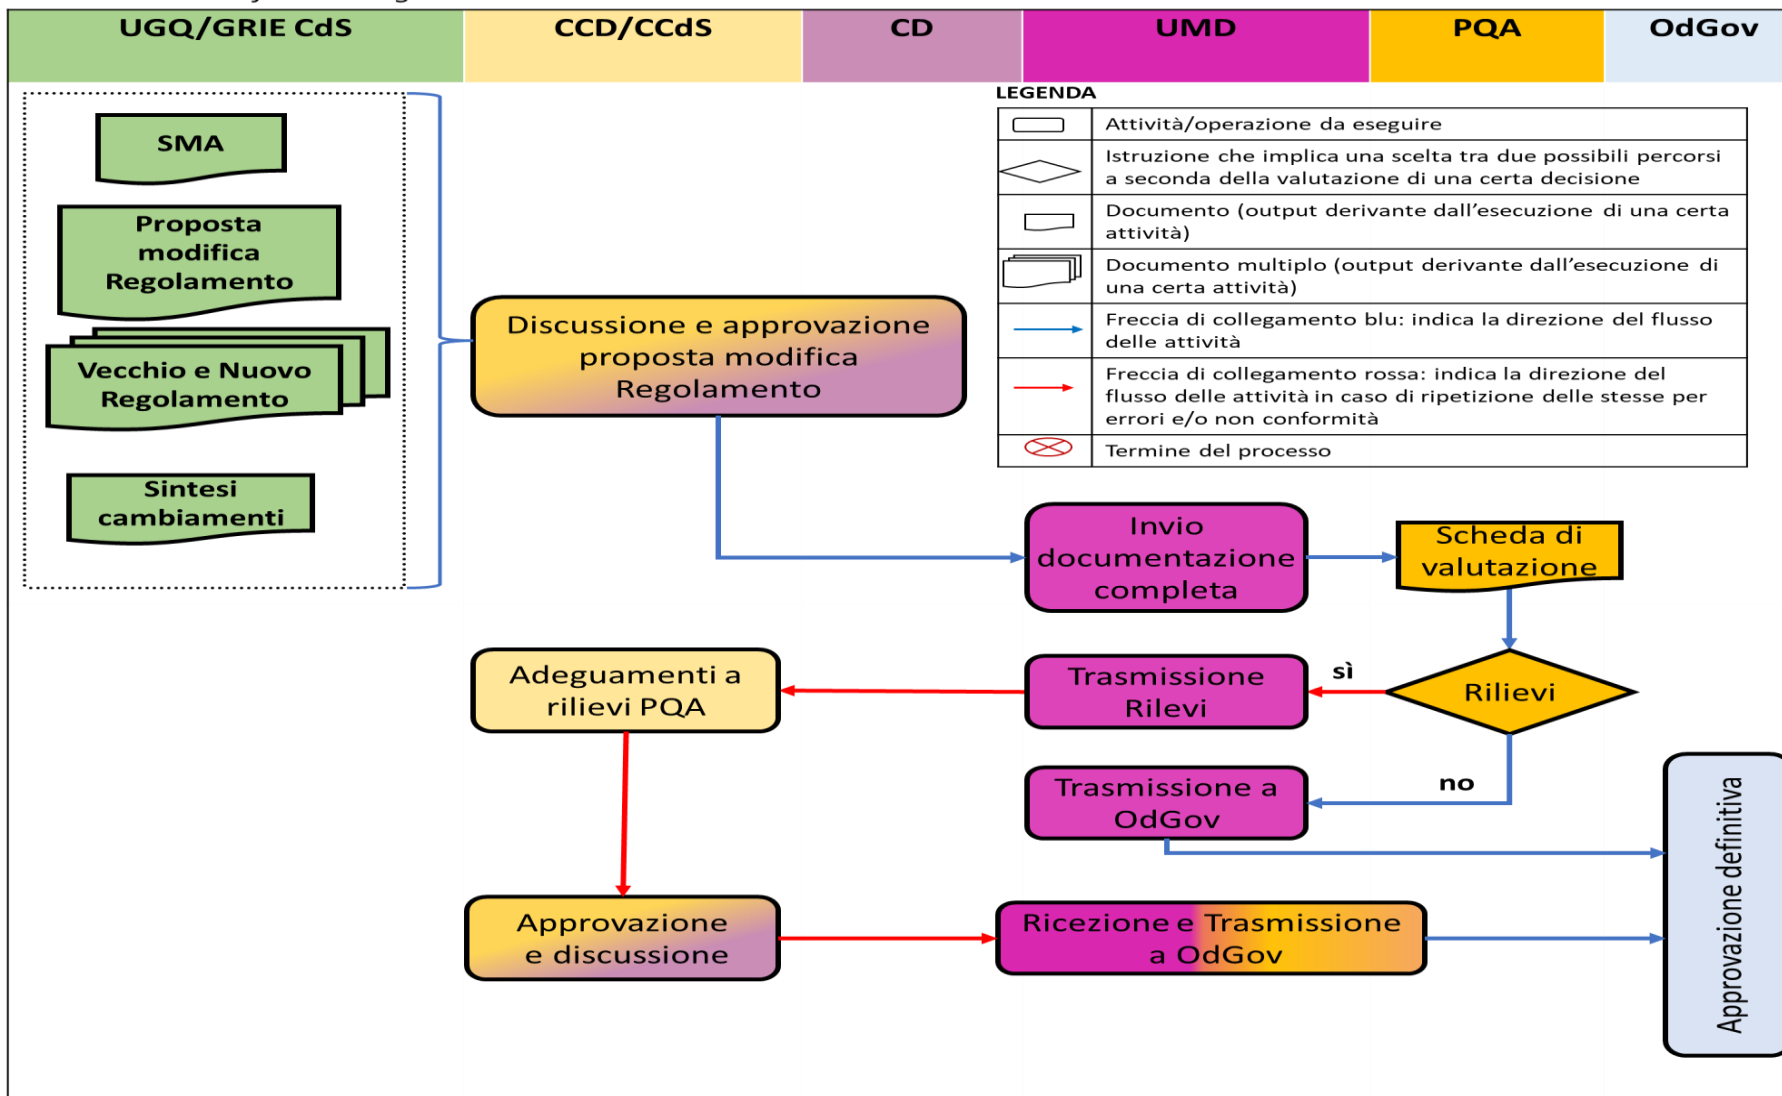 UGQ/GRIE CdS
CCD/CCdS
CD
UMD
PQA
OdGov
SMA
Proposta
modifica
Regolamento
Vecchio e Nuovo
Regolamento
Sintesi
cambiamenti
Discussione e approvazione
proposta modifica
Regolamento
LEGENDA
Attività/operazione da eseguire
Istruzione che implica una scelta tra due possibili percorsi
a seconda della valutazione di una certa decisione
Documento (output derivante dall'esecuzione di una certa
attività)
Documento multiplo (output derivante dall'esecuzione di
una certa attività)
Freccia di collegamento blu: indica la direzione del flusso
delle attività
Freccia di collegamento rossa: indica la direzione del
flusso delle attività in caso di ripetizione delle stesse per
errori e/o non conformità
Termine del processo
Invio
documentazione
completa
Scheda di
valutazione
Rilievi
sì
Trasmissione
Rilevi
Adeguamenti a
rilievi PQA
no
Trasmissione a
OdGov
Approvazione
e discussione
Ricezione e Trasmissione
a OdGov
Approvazione definitiva